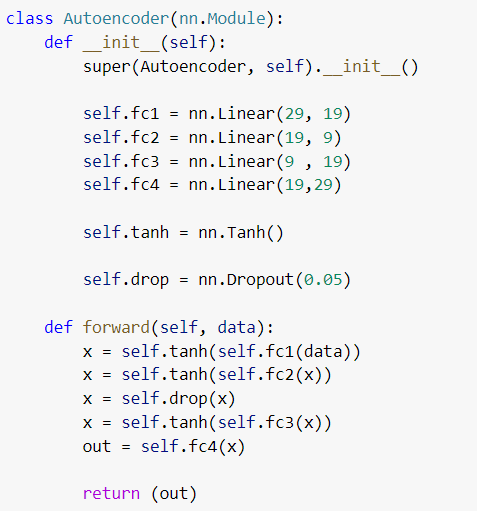 class Autoencoder(nn.Module):
    def __init__(self):
        super(Autoencoder, self).__init__()

        self.fc1 = nn.Linear(29, 19)
        self.fc2 = nn.Linear(19, 9)
        self.fc3 = nn.Linear(9 , 19)
        self.fc4 = nn.Linear(19,29)

        self.tanh = nn.Tanh()

        self.drop = nn.Dropout(0.05)

    def forward(self, data):
        x = self.tanh(self.fc1(data))
        x = self.tanh(self.fc2(x))
        x = self.drop(x)
        x = self.tanh(self.fc3(x))
        out = self.fc4(x)

        return (out)